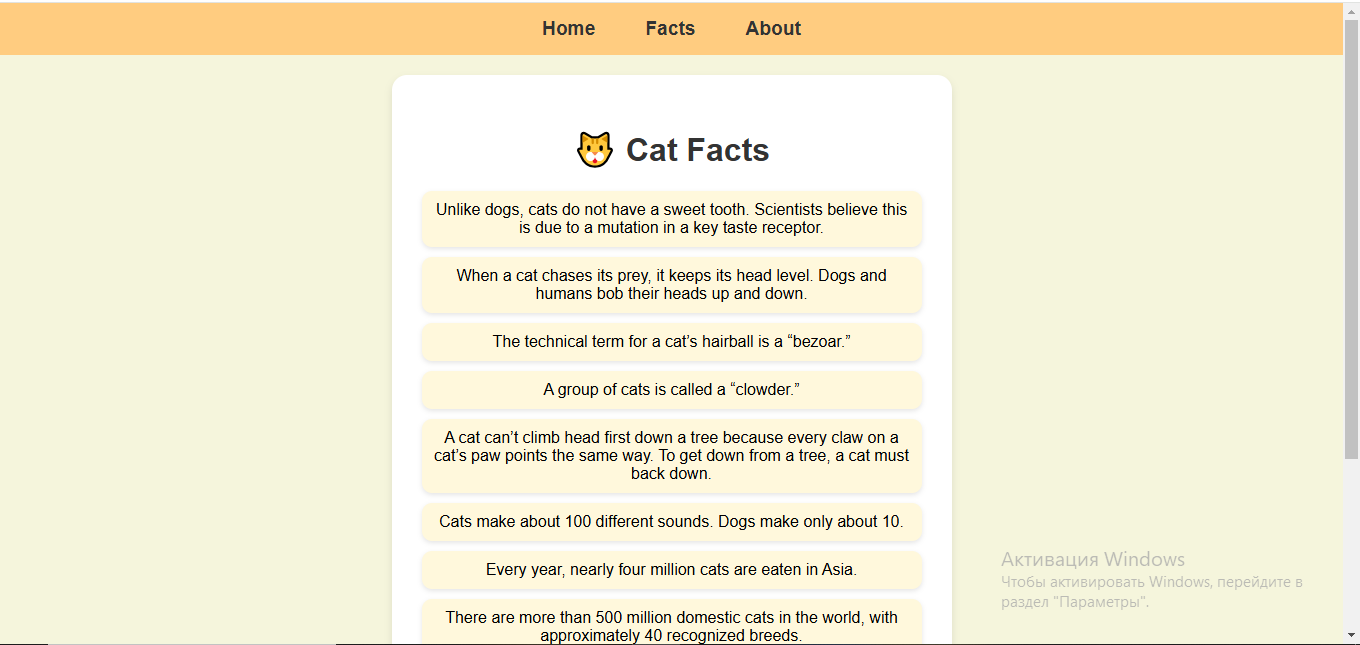 Home Facts About
Cat Facts
Unlike dogs, cats do not have a sweet tooth. Scientists believe this
is due to a mutation in a key taste receptor.
When a cat chases its prey, it keeps its head level. Dogs and
humans bob their heads up and down.
The technical term for a cat’s hairball is a “bezoar.”
A group of cats is called a “clowder.”
A cat can’t climb head first down a tree because every claw on a
cat’s paw points the same way. To get down from a tree, a cat must
back down.
Cats make about 100 different sounds. Dogs make only about 10.
Every year, nearly four million cats are eaten in Asia.
There are more than 500 million domestic cats in the world, with
approximately 40 recognized breeds.
Активация Windows
Чтобы активировать Windows, перейдите в
раздел "Параметры".